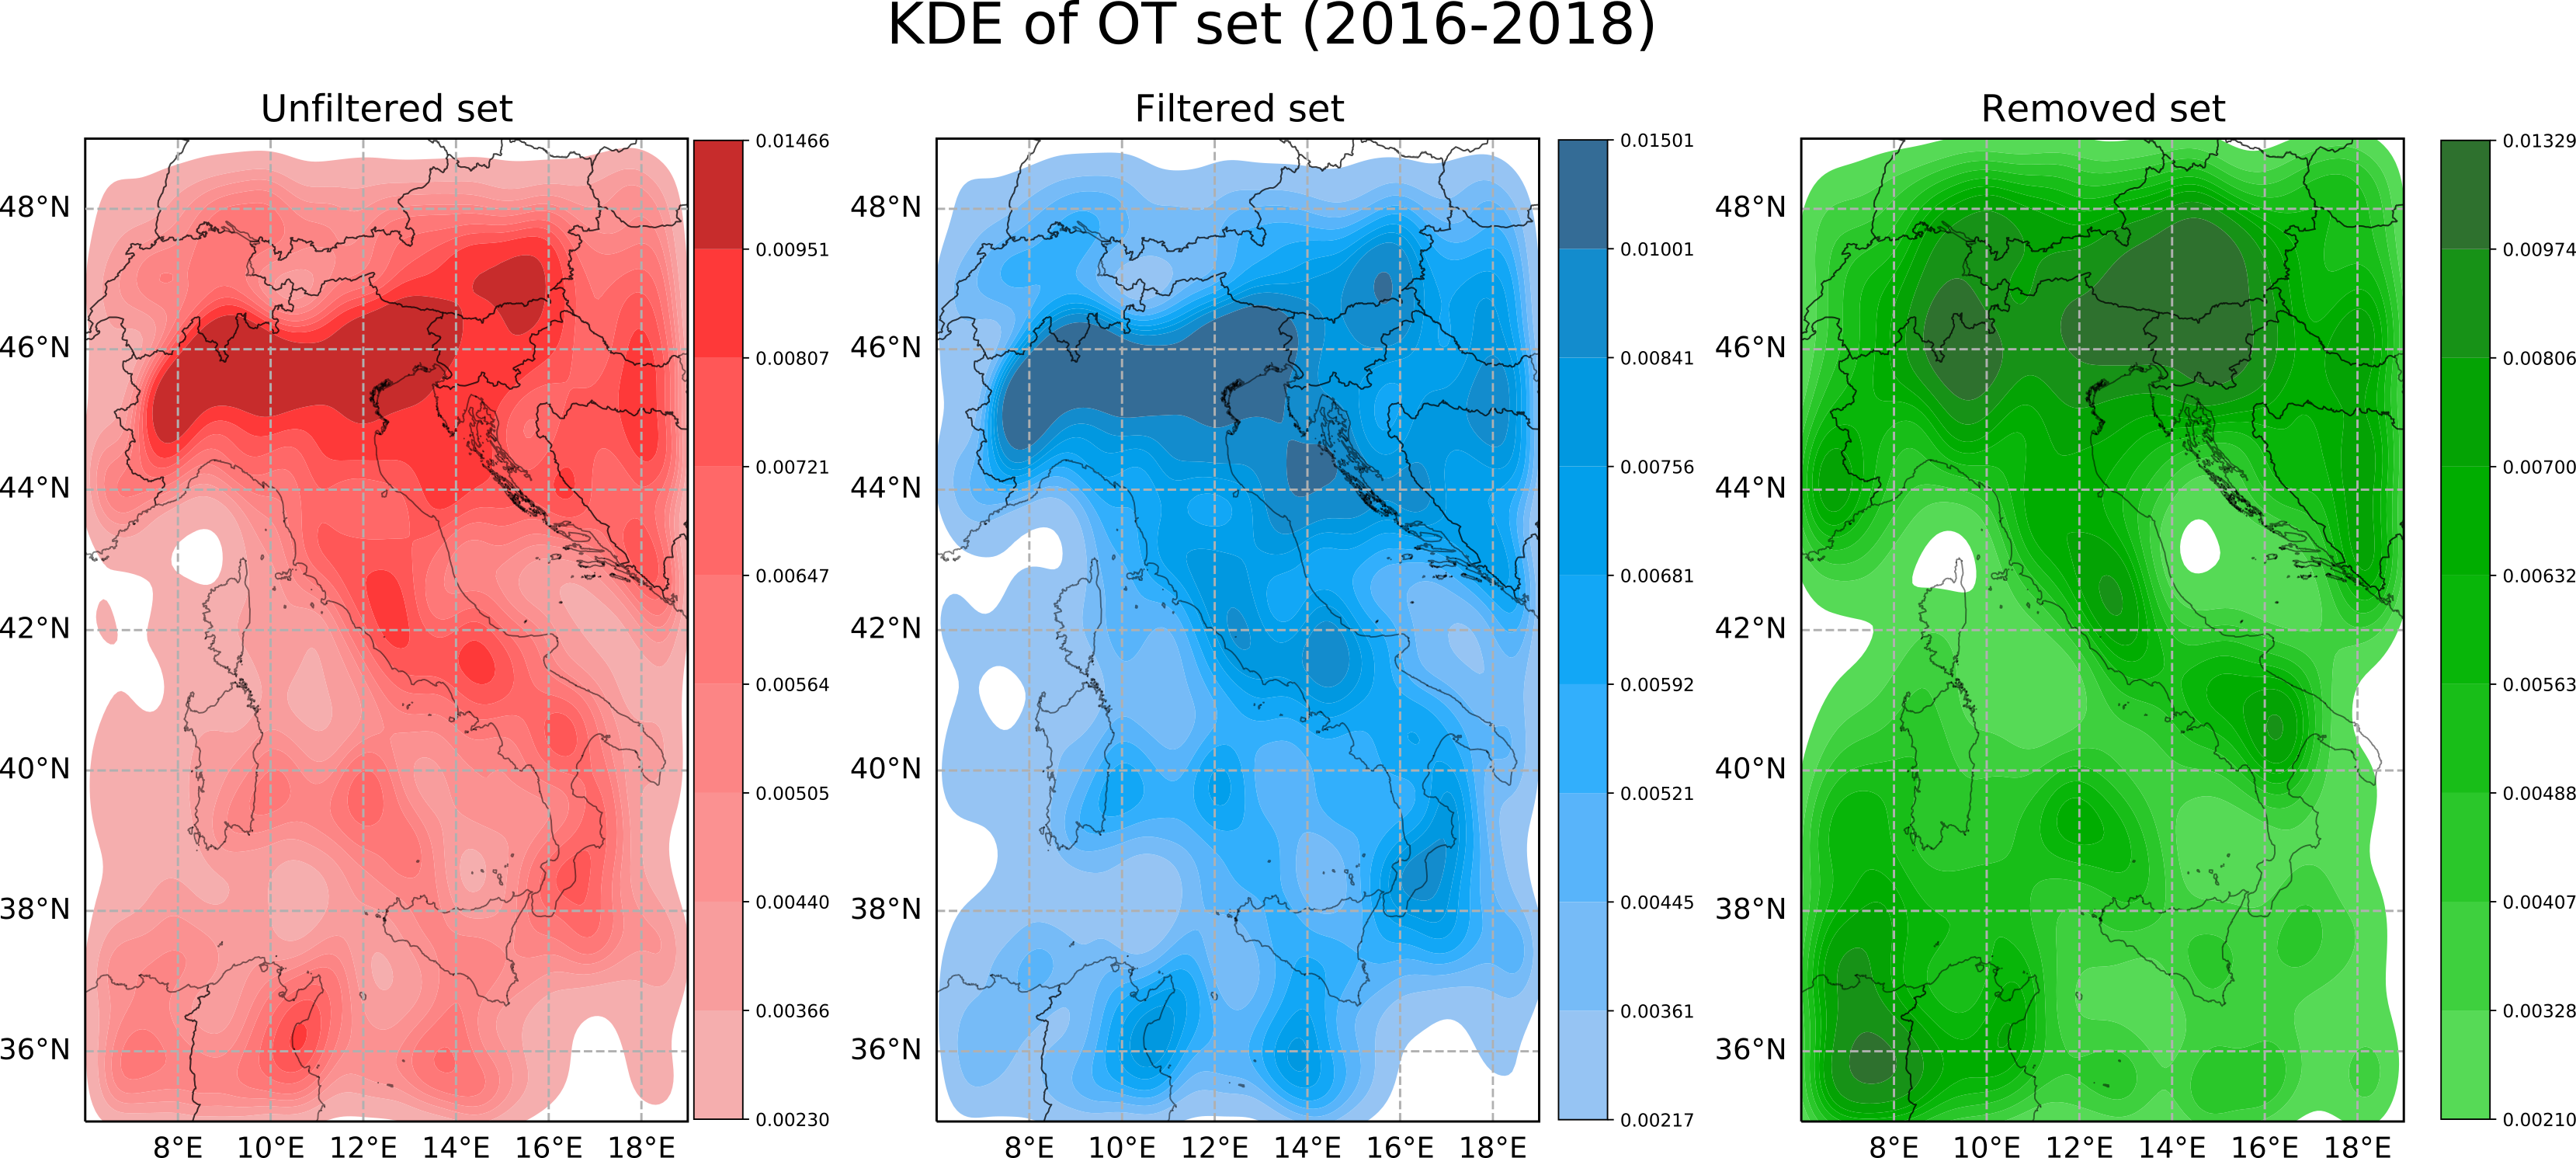 KDE of OT set (2016-2018)
Unfiltered set
48°N
46°N
44°N
42°N
40°N
38°N
36°N
8°E 10°E 12°E 14°E 16°E 18°E
0.01466
0.00951
0.00807
0.00721
0.00647
0.00564
0.00505
0.00440
0.00366
0.00230
Filtered set
48°N
46°N
44°N
42°N
40°N
38°N
36°N
8°E 10°E 12°E 14°E 16°E 18°E
0.01501
0.01001
0.00841
0.00756
0.00681
0.00592
0.00521
0.00445
0.00361
0.00217
Removed set
48°N
46°N
44°N
42°N
40°N
38°N
36°N
8°E 10°E 12°E 14°E 16°E 18°E
0.01329
0.00974
0.00806
0.00700
0.00632
0.00563
0.00488
0.00407
0.00328
0.00210